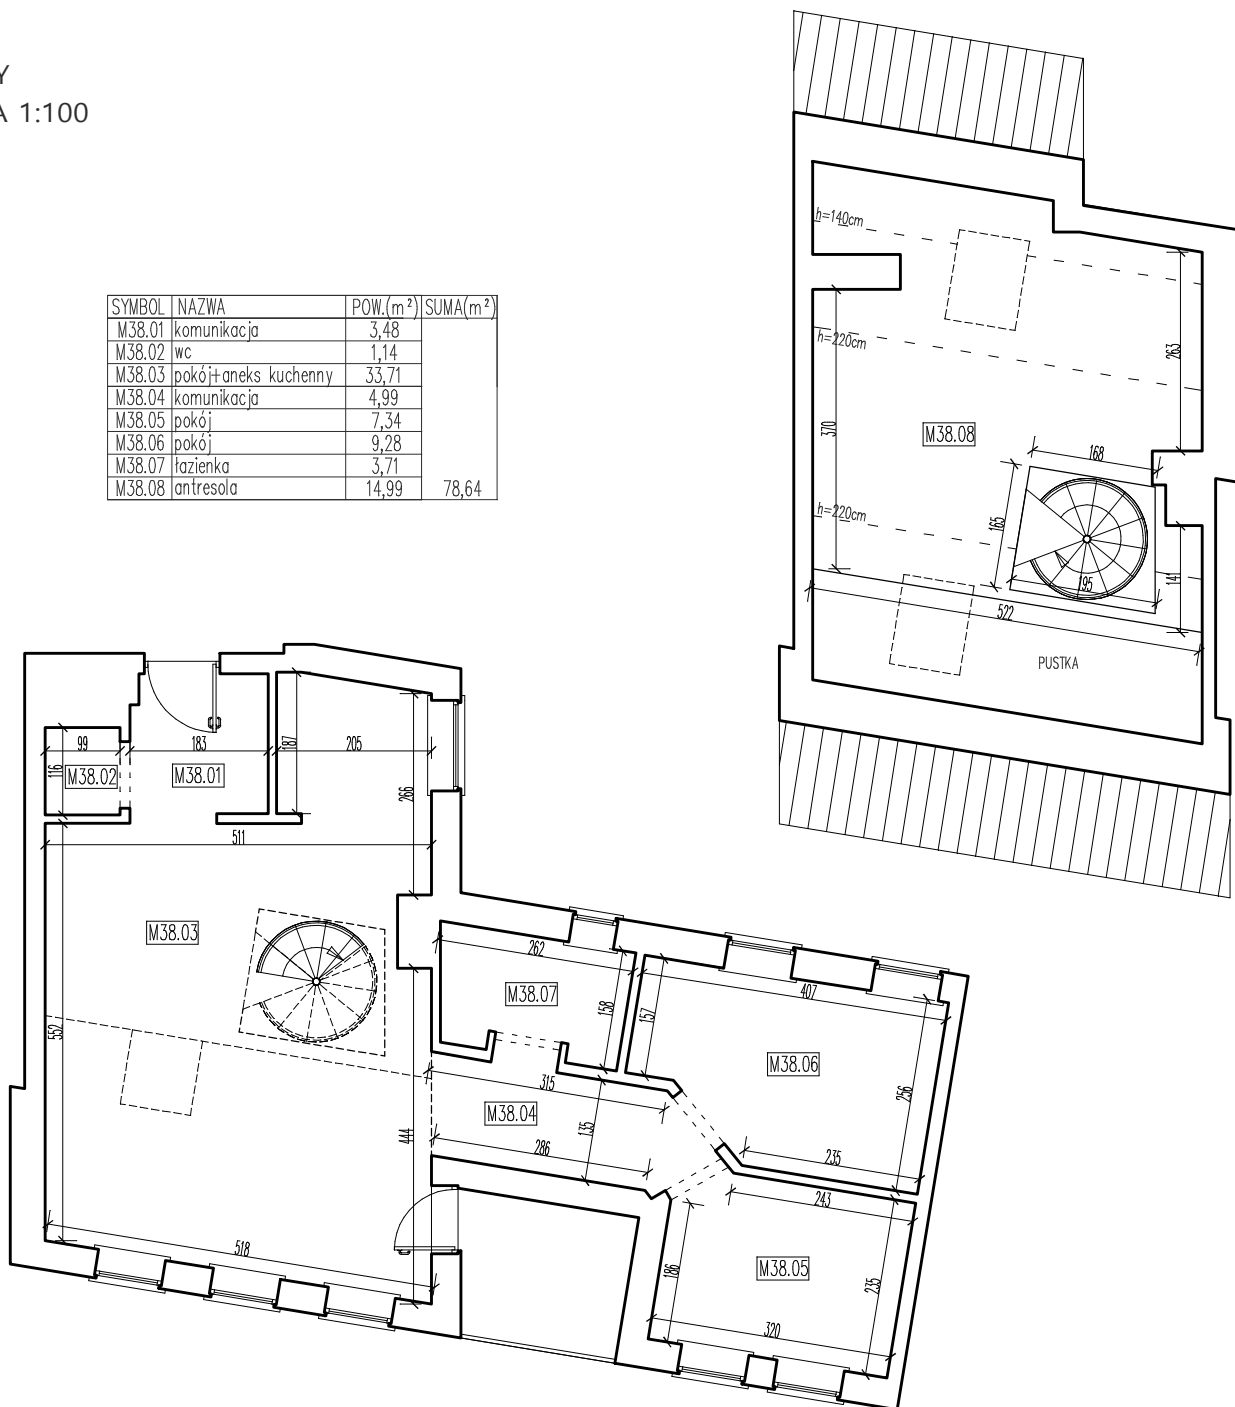 Y
A 1:100
SYMBOL NAZWA POW.(m²) SUMA(m²)
M38.01 komunikacja 3,48
M38.02 wc 1,14
M38.03 pokój+aneks kuchenny 33,71
M38.04 komunikacja 4,99
M38.05 pokój 7,34
M38.06 pokój 9,28
M38.07 łazienka 3,71
M38.08 antresola 14,99 78,64
h=140cm
263
h=220cm
370
M38.08
168
h=220cm
165
141
195
522
PUSTKA
99
183
187
205
116
M38.02
M38.01
266
511
M38.03
262
407
M38.07
158
157
552
M38.06
315
256
M38.04
135
444
286
235
243
518
186
M38.05
235
320